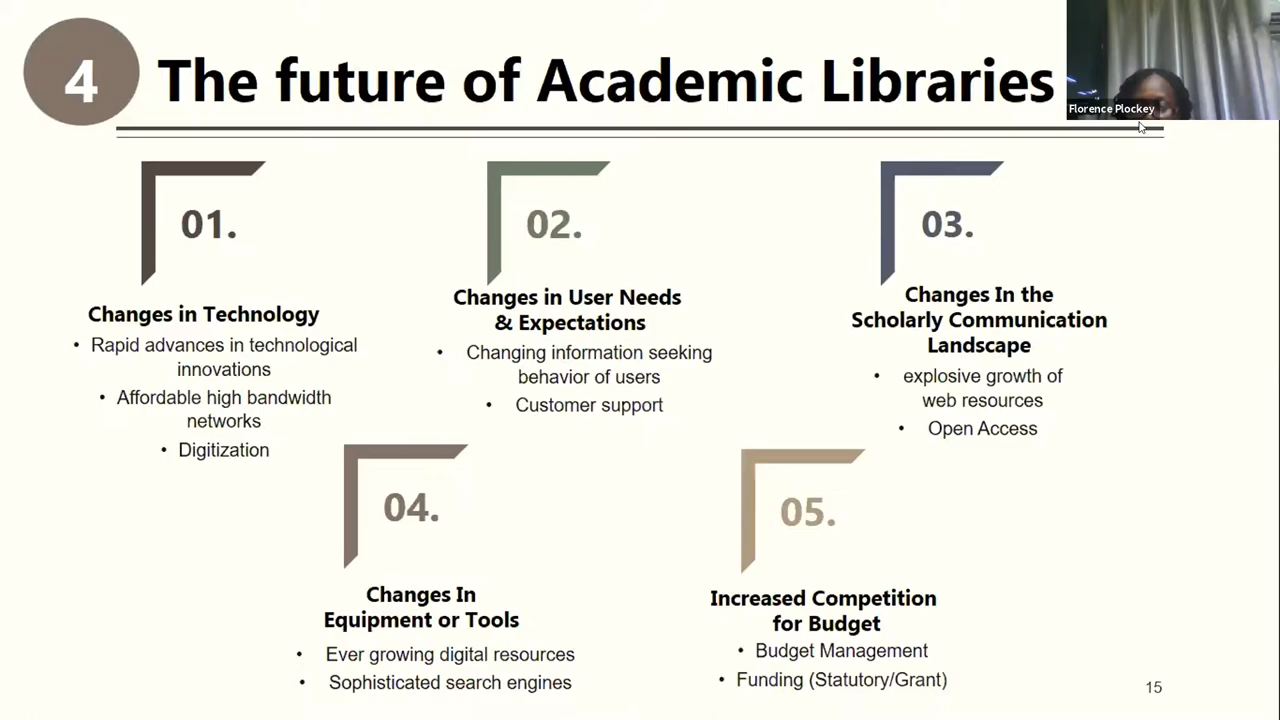 4
The future of Academic Libraries
Florence Plockey
01.
Changes in Technology
• Rapid advances in technological
innovations
• Affordable high bandwidth
networks
• Digitization
02.
Changes in User Needs
& Expectations
• Changing information seeking
behavior of users
• Customer support
03.
Changes In the
Scholarly Communication
Landscape
• explosive growth of
web resources
• Open Access
04.
Changes In
Equipment or Tools
• Ever growing digital resources
• Sophisticated search engines
05.
Increased Competition
for Budget
• Budget Management
• Funding (Statutory/Grant)
15